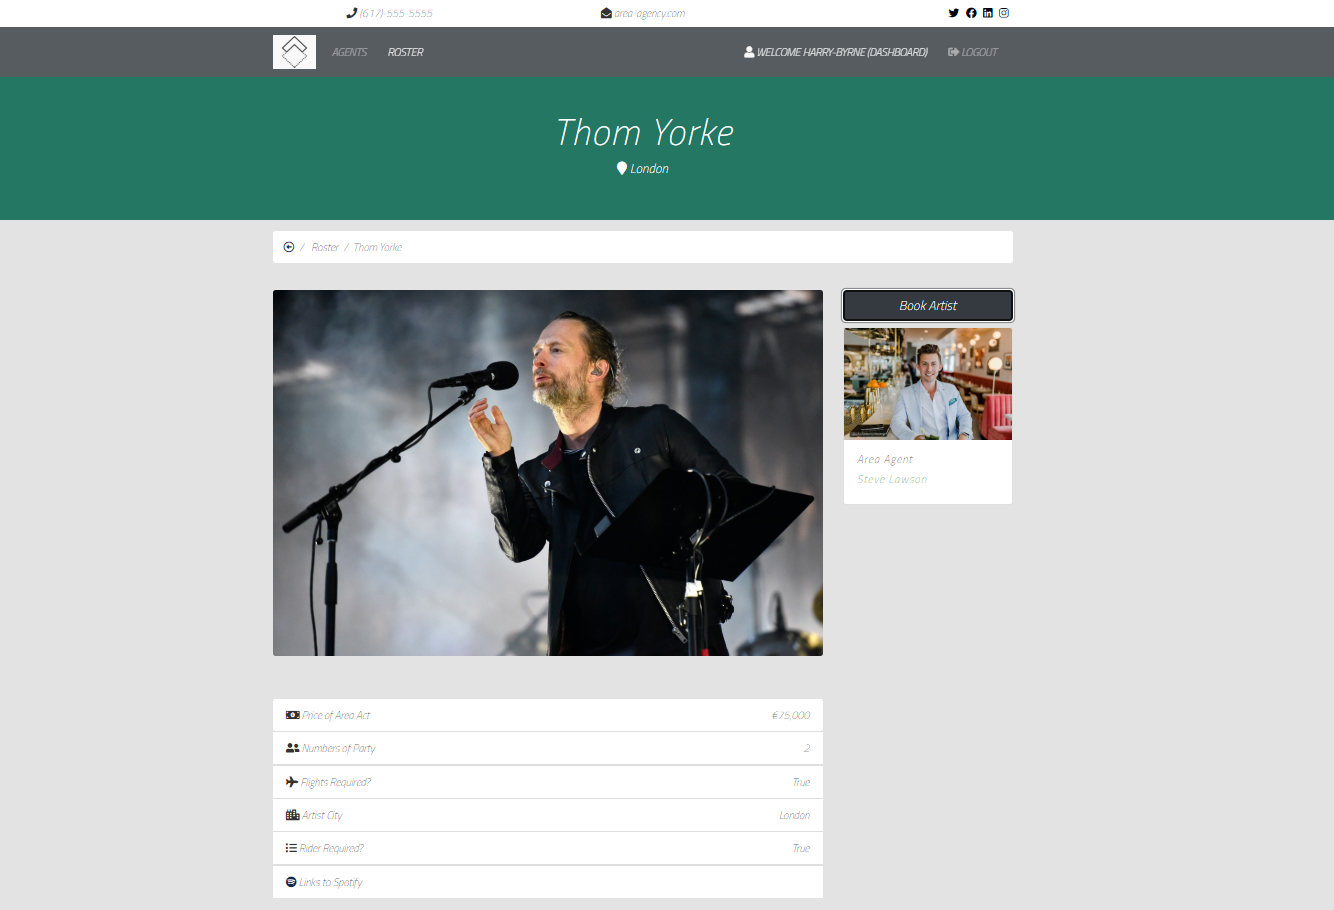 (617)-555-5555
area-agency.com
AGENTS
ROSTER
WELCOME HARRY-BYRNE (DASHBOARD)
LOGOUT
Thom Yorke
London
/ Roster / Thom Yorke
Book Artist
Area Agent
Steve Lawson
Price of Area Act €75,000
Numbers of Party 2
Flights Required? True
Artist City London
Rider Required? True
Links to Spotify